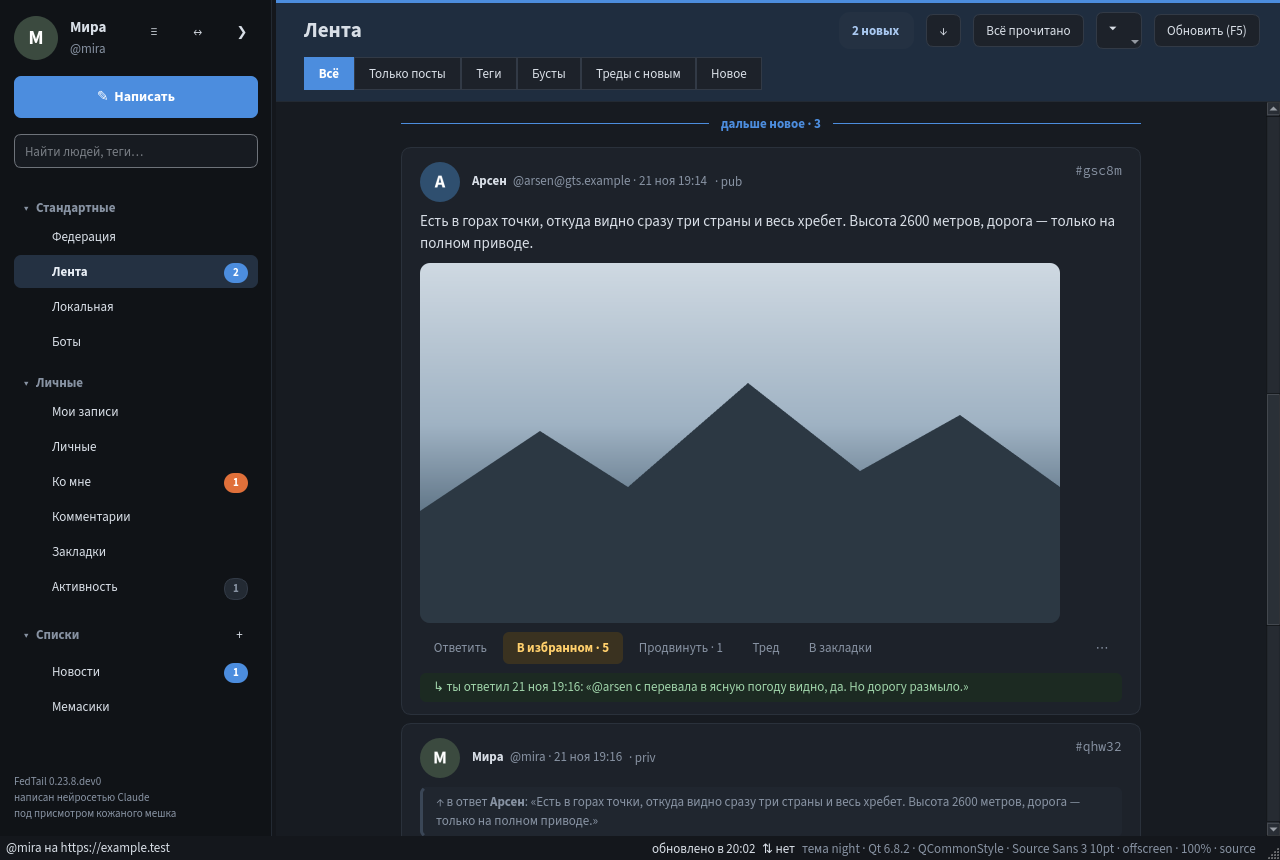 М
Мира
@mira
✎ Написать
Найти людей, теги…
Стандартные
Федерация
Лента 2
Локальная
Боты
Личные
Мои записи
Личные
Ко мне 1
Комментарии
Закладки
Активность 1
Списки +
Новости 1
Мемасики
FedTail 0.23.8.dev0
написан нейросетью Claude
под присмотром кожаного мешка
Лента
2 новых
↓
Всё прочитано
Обновить (F5)
Всё Только посты Теги Бусты Треды с новым Новое
дальше новое · 3
А
Арсен @arsen@gts.example · 21 ноя 19:14 · pub
#gsc8m
Есть в горах точки, откуда видно сразу три страны и весь хребет. Высота 2600 метров, дорога — только на
полном приводе.
Ответить В избранном · 5 Продвинуть · 1 Тред В закладки ···
↳ ты ответил 21 ноя 19:16: «@arsen с перевала в ясную погоду видно, да. Но дорогу размыло.»
М
Мира @mira · 21 ноя 19:16 · priv
#qhw32
↑ в ответ Арсен: «Есть в горах точки, откуда видно сразу три страны и весь хребет. Высота 2600 метров, дорога —
только на полном приводе.»
@mira на https://example.test
обновлено в 20:02 ⇅ нет тема night · Qt 6.8.2 · QCommonStyle · Source Sans 3 10pt · offscreen · 100% · source